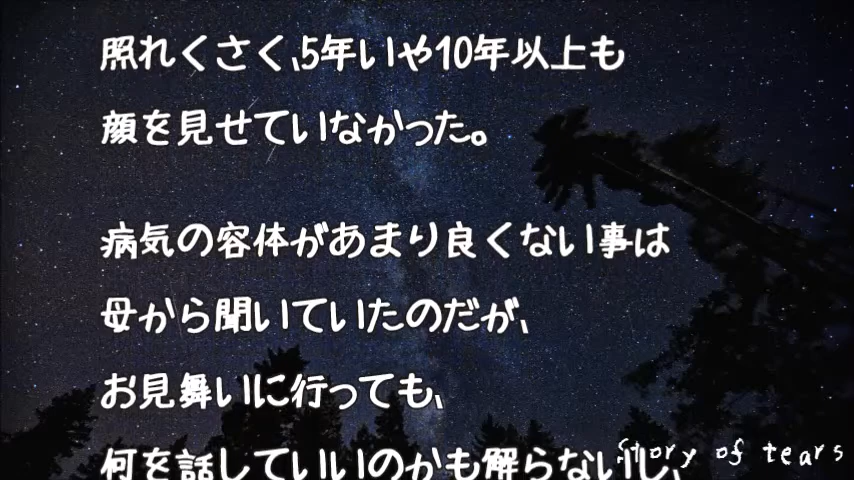 照れくさく、5年いや10年以上も
顔を見せていなかった。
病気の容体があまり良くない事は
母から聞いていたのだが、
お見舞いに行っても、
何を話していいのかも解らないし、
Story of tears